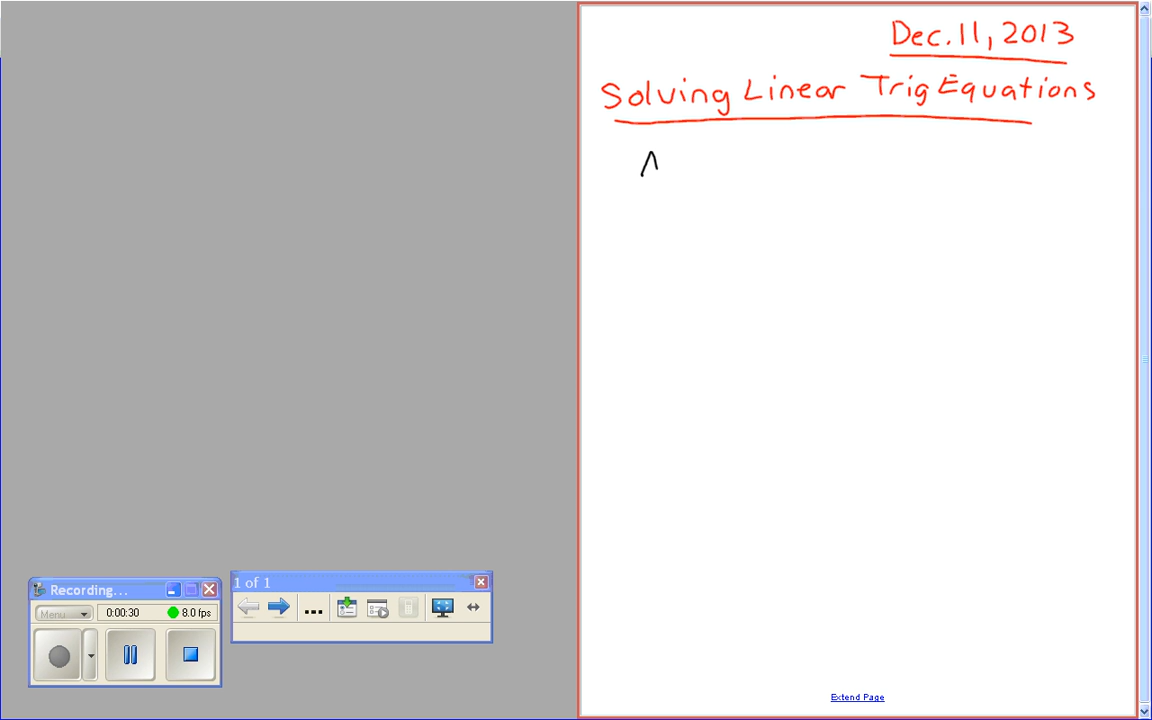 Dec. 11, 2013
Solving Linear Trig Equations
Recording...
Menu
0:00:30
8.0 fps
1 of 1
Extend Page